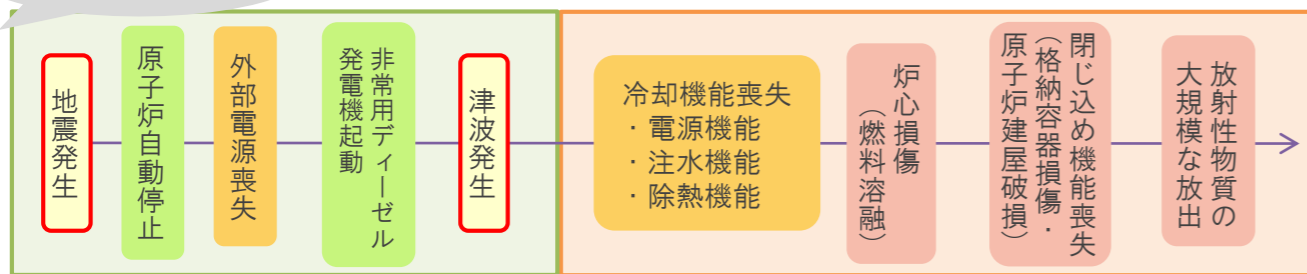 地震発生
原子炉自動停止
外部電源喪失
非常用ディーゼル
発電機起動
津波発生
冷却機能喪失
・電源機能
・注水機能
・除熱機能
炉心損傷
（燃料溶融）
閉じ込め機能喪失
（格納容器損傷・
原子炉建屋破損）
放射性物質の
大規模な放出